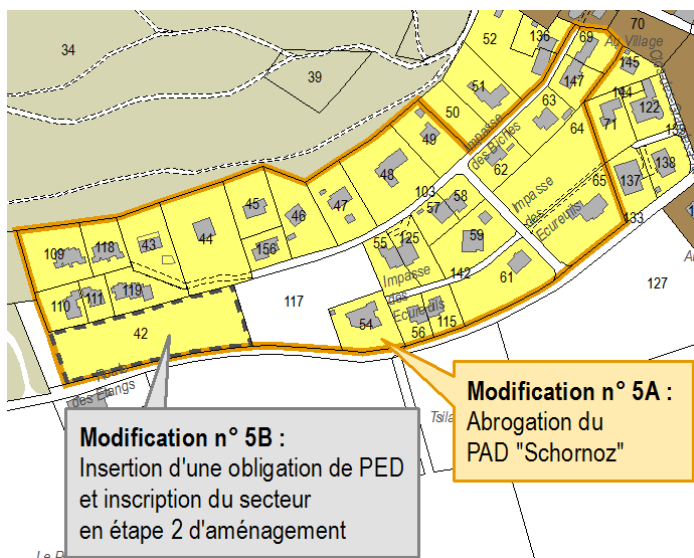 34
39
52
136
69
70
Au Village
145
51
147
144
122
50
63
71
64
49
Impasse
des Biches
138
62
48
137
103
58
65
47
57
Impasse
des
Ecureuils
45
46
133
44
55
125
59
109
118
43
156
142
61
127
110
111
119
117
Impasse
des
Ecureuils
54
56
115
42
des Etangs
Modification n° 5A :
Abrogation du
PAD "Schornoz"
Modification n° 5B :
Insertion d'une obligation de PED
et inscription du secteur
en étape 2 d'aménagement